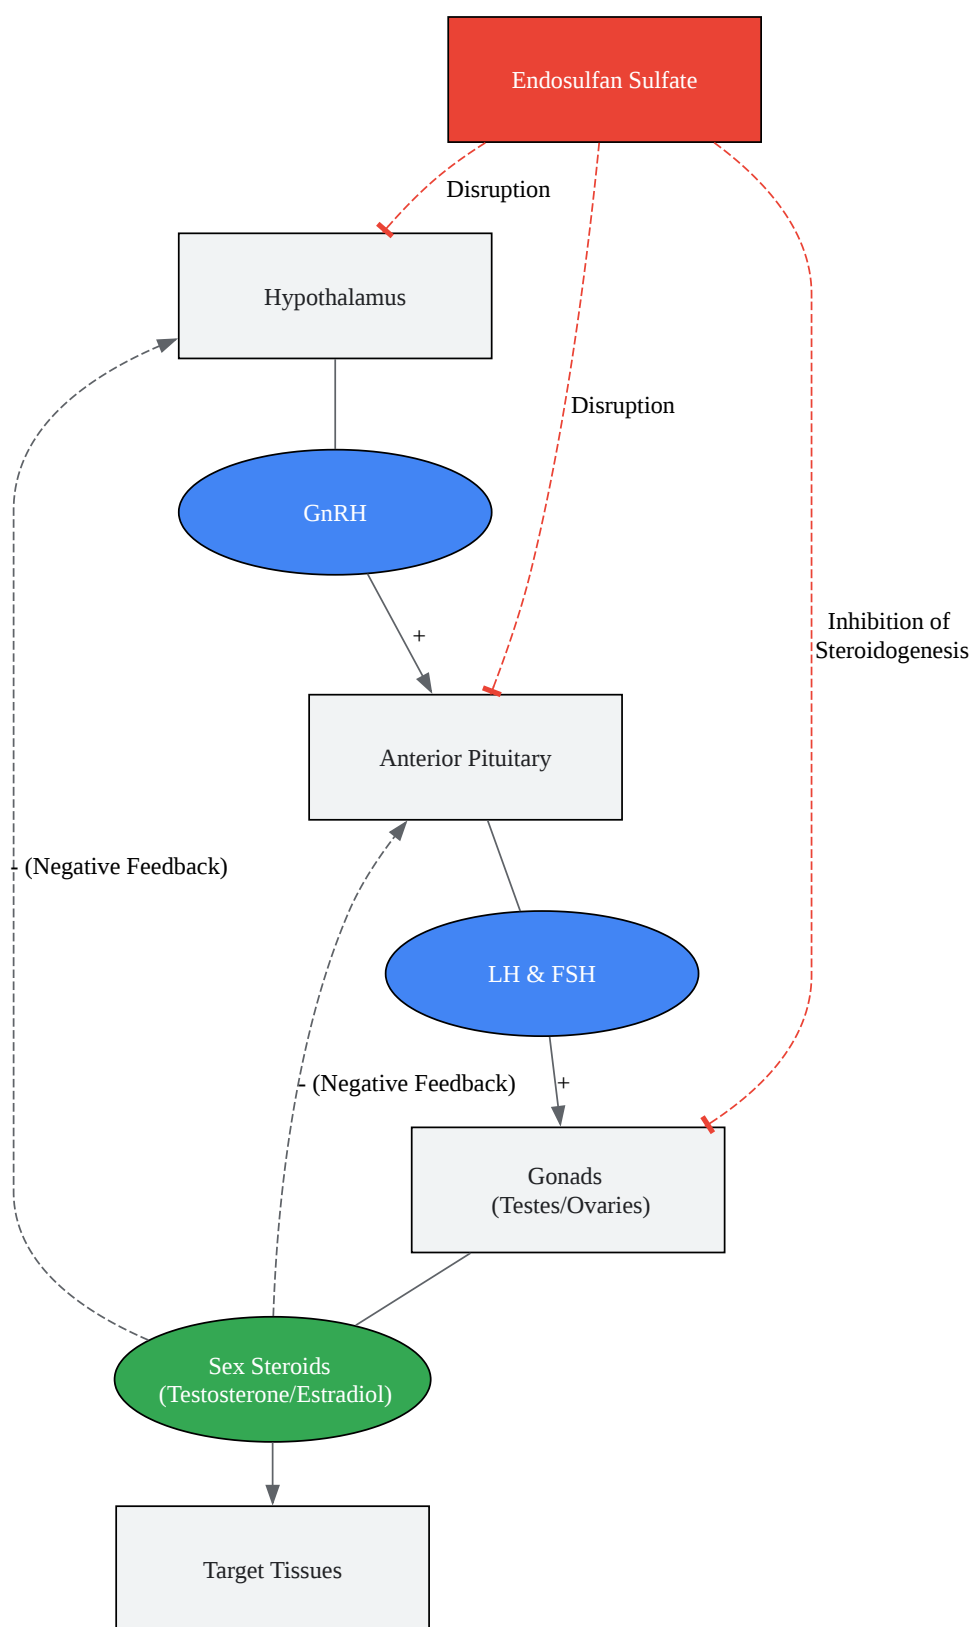 Endosulfan Sulfate
Disruption
Hypothalamus
Disruption
GnRH
Inhibition of
Steroidogenesis
+
Anterior Pituitary
- (Negative Feedback)
LH & FSH
- (Negative Feedback)
+
Gonads
(Testes/Ovaries)
Sex Steroids
(Testosterone/Estradiol)
Target Tissues